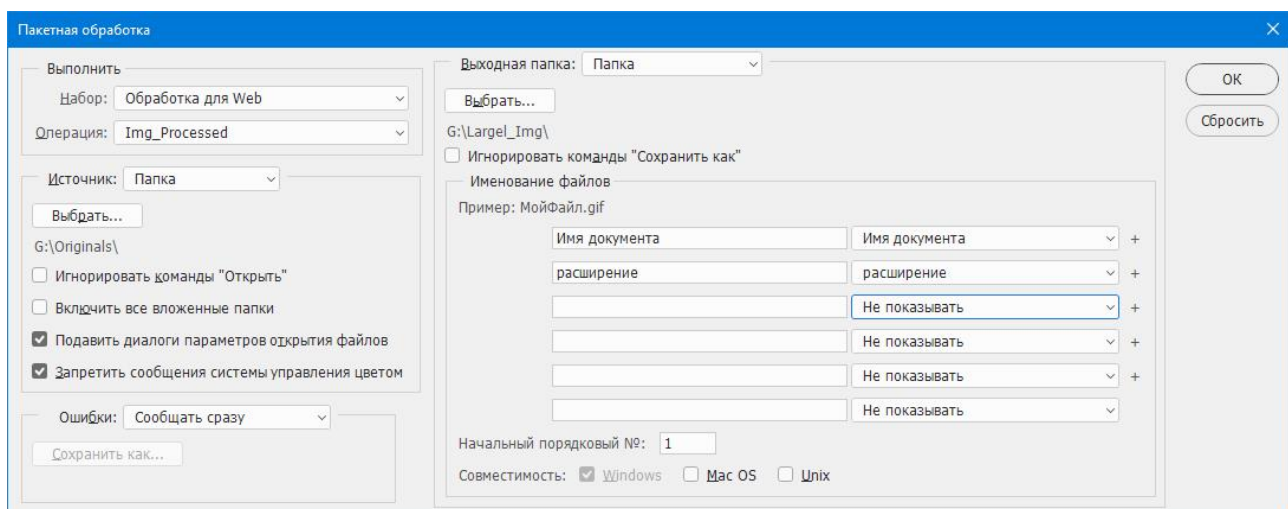 Пакетная обработка
Выполнить
Набор: Обработка для Web
Операция: Img_Processed
Источник: Папка
Выбрать...
G:\Originals\
Игнорировать команды "Открыть"
Включить все вложенные папки
Подавить диалоги параметров открытия файлов
Запретить сообщения системы управления цветом
Ошибки: Сообщать сразу
Сохранить как...
Выходная папка: Папка
Выбрать...
G:\Largel_Img\
Игнорировать команды "Сохранить как"
Именование файлов
Пример: МойФайл.gif
Имя документа Имя документа +
расширение расширение +
Не показывать +
Не показывать +
Не показывать +
Не показывать
Начальный порядковый №: 1
Совместимость: Windows Mac OS Unix
ОК
Сбросить